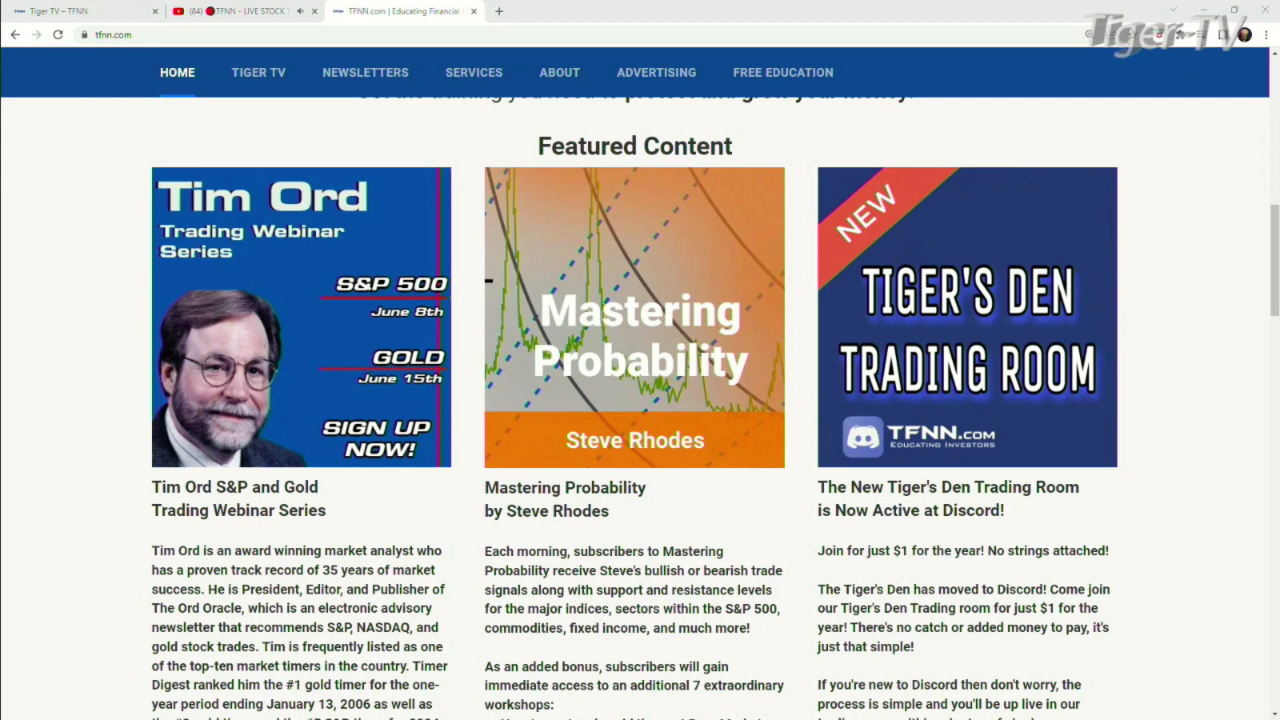 Tiger TV – TFNN
(84) 🔴TFNN - LIVE STOCK T
TFNN.com | Educating Financial
tfnn.com
Tiger TV
HOME
TIGER TV
NEWSLETTERS
SERVICES
ABOUT
ADVERTISING
FREE EDUCATION
Featured Content
Tim Ord
Trading Webinar
Series
S&P 500
June 8th
GOLD
June 15th
SIGN UP
NOW!
Mastering
Probability
Steve Rhodes
NEW
TIGER'S DEN
TRADING ROOM
TFNN.COM
EDUCATING INVESTORS
Tim Ord S&P and Gold
Trading Webinar Series
Tim Ord is an award winning market analyst who
has a proven track record of 35 years of market
success. He is President, Editor, and Publisher of
The Ord Oracle, which is an electronic advisory
newsletter that recommends S&P, NASDAQ, and
gold stock trades. Tim is frequently listed as one
of the top-ten market timers in the country. Timer
Digest ranked him the #1 gold timer for the one-
year period ending January 13, 2006 as well as
Mastering Probability
by Steve Rhodes
Each morning, subscribers to Mastering
Probability receive Steve's bullish or bearish trade
signals along with support and resistance levels
for the major indices, sectors within the S&P 500,
commodities, fixed income, and much more!
As an added bonus, subscribers will gain
immediate access to an additional 7 extraordinary
workshops:
The New Tiger's Den Trading Room
is Now Active at Discord!
Join for just $1 for the year! No strings attached!
The Tiger's Den has moved to Discord! Come join
our Tiger's Den Trading room for just $1 for the
year! There's no catch or added money to pay, it's
just that simple!
If you're new to Discord then don't worry, the
process is simple and you'll be up live in our